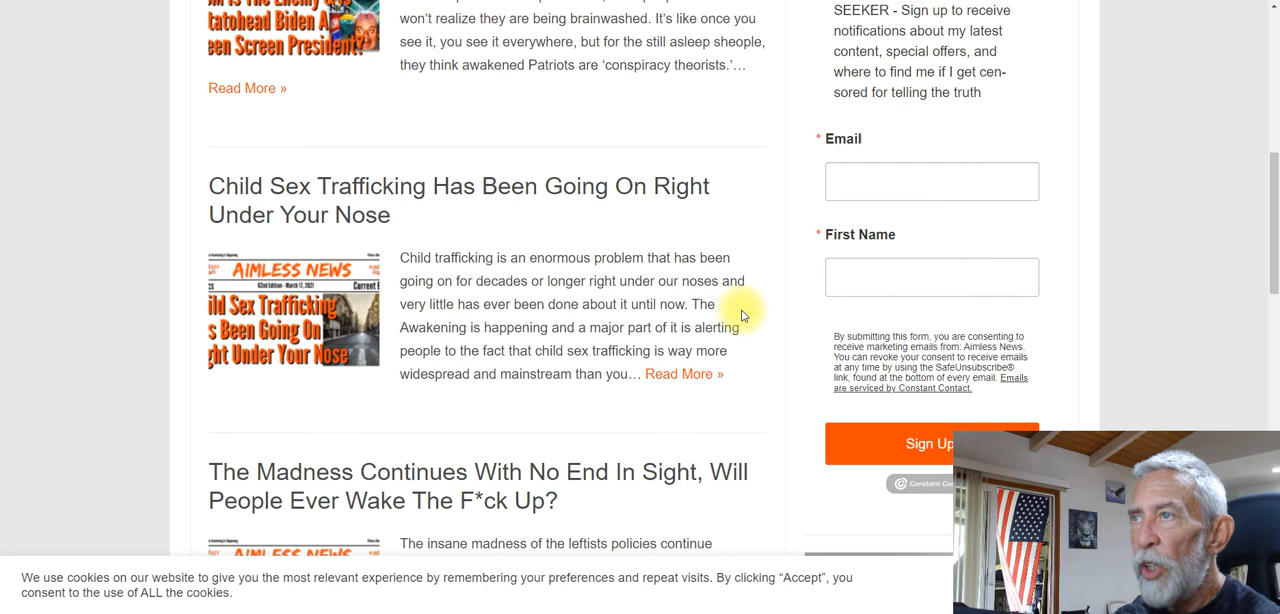 tatohead Biden A
een Screen President?
won't realize they are being brainwashed. It's like once you
see it, you see it everywhere, but for the still asleep sheople,
they think awakened Patriots are 'conspiracy theorists.'…
Read More »
Child Sex Trafficking Has Been Going On Right
Under Your Nose
AIMLESS NEWS
62nd Edition - March 17, 2021
Current E
ild Sex Trafficking
s Been Going On
ght Under Your Nose
Child trafficking is an enormous problem that has been
going on for decades or longer right under our noses and
very little has ever been done about it until now. The
Awakening is happening and a major part of it is alerting
people to the fact that child sex trafficking is way more
widespread and mainstream than you… Read More »
The Madness Continues With No End In Sight, Will
People Ever Wake The F*ck Up?
The insane madness of the leftists policies continue
SEEKER - Sign up to receive
notifications about my latest
content, special offers, and
where to find me if I get cen-
sored for telling the truth
* Email
* First Name
By submitting this form, you are consenting to
receive marketing emails from: Aimless News.
You can revoke your consent to receive emails
at any time by using the SafeUnsubscribe®
link, found at the bottom of every email. Emails
are serviced by Constant Contact.
Sign Up
Constant Con
We use cookies on our website to give you the most relevant experience by remembering your preferences and repeat visits. By clicking "Accept", you
consent to the use of ALL the cookies.